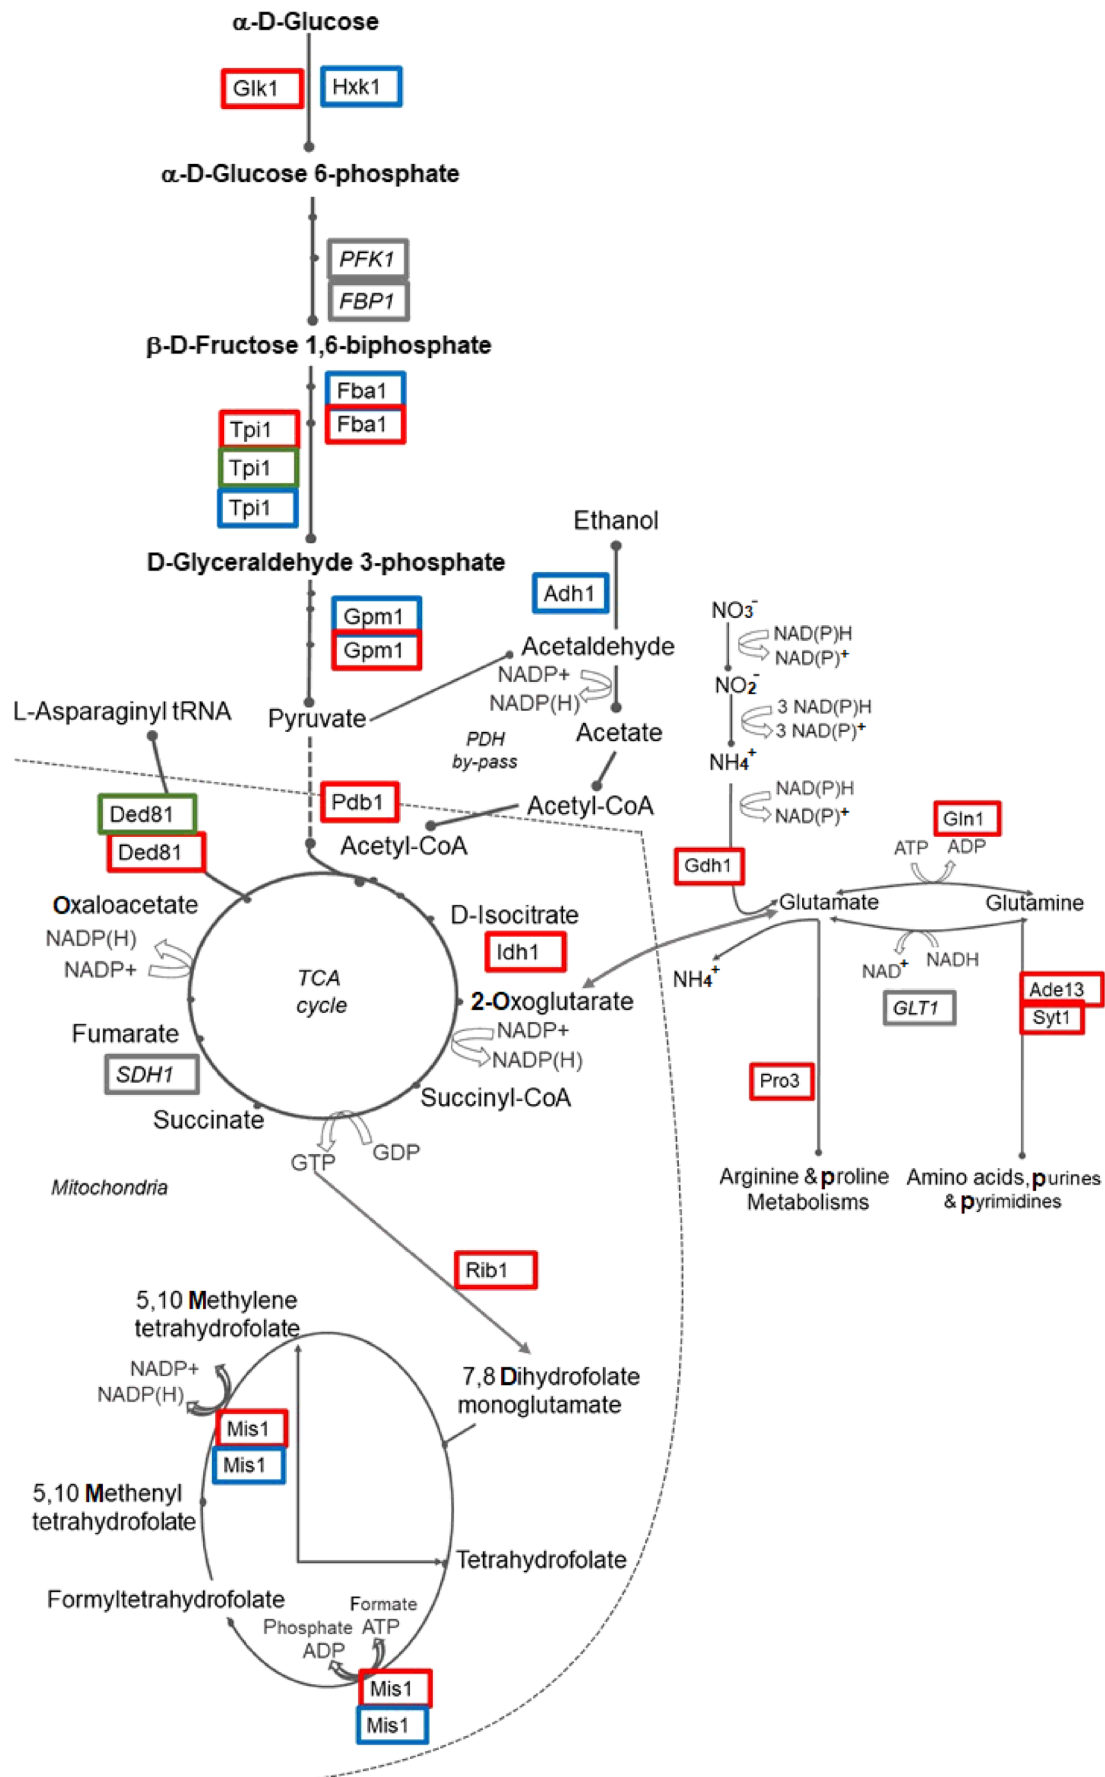 α-D-Glucose
Glk1
Hxk1
α-D-Glucose 6-phosphate
PFK1
FBP1
β-D-Fructose 1,6-biphosphate
Fba1
Fba1
Tpi1
Tpi1
Tpi1
Ethanol
D-Glyceraldehyde 3-phosphate
Adh1
Gpm1
Gpm1
Acetaldehyde
NADP+
NADP(H)
NO3-
NAD(P)H
NAD(P)+
NO2-
3 NAD(P)H
3 NAD(P)+
NH4+
NAD(P)H
NAD(P)+
L-Asparaginyl tRNA
Pyruvate
PDH
by-pass
Acetate
Pdb1
Acetyl-CoA
Acetyl-CoA
Ded81
Ded81
Gln1
ATP
ADP
Gdh1
Glutamate
Glutamine
Oxaloacetate
NADP(H)
NADP+
D-Isocitrate
Idh1
TCA
cycle
2-Oxoglutarate
NADP+
NADP(H)
NH4+
NAD+
NADH
GLT1
Ade13
Syt1
Fumarate
SDH1
Succinate
Succinyl-CoA
Pro3
GTP
GDP
Mitochondria
Arginine & proline
Metabolisms
Amino acids, purines
& pyrimidines
Rib1
5,10 Methylene
tetrahydrofolate
NADP+
NADP(H)
7,8 Dihydrofolate
monoglutamate
Mis1
Mis1
5,10 Methenyl
tetrahydrofolate
Tetrahydrofolate
Formyltetrahydrofolate
Formate
Phosphate
ATP
ADP
Mis1
Mis1